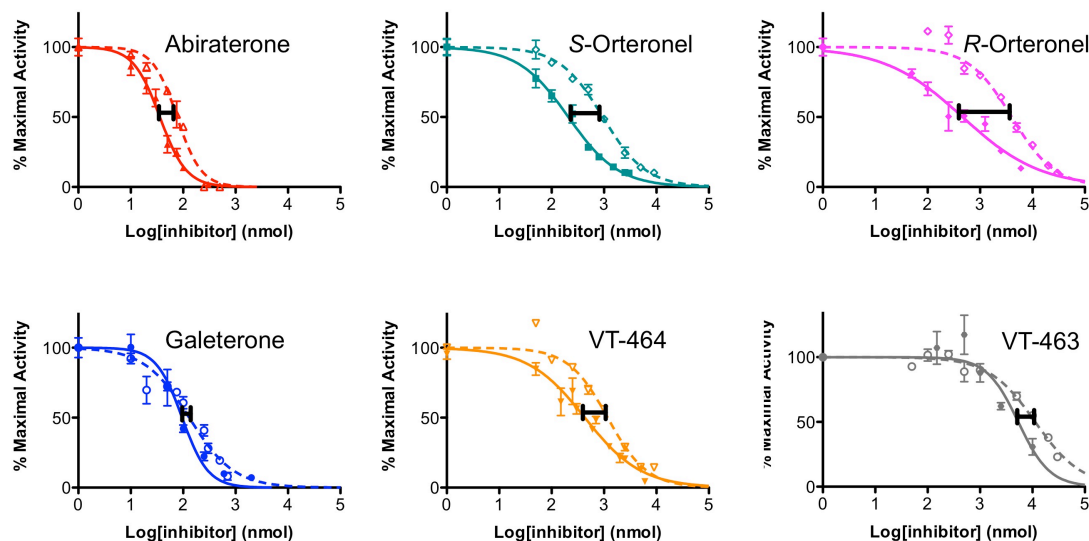 Abiraterone
% Maximal Activity
100
50
0
0 1 2 3 4 5
Log[inhibitor] (nmol)
S-Orteronel
% Maximal Activity
100
50
0
0 1 2 3 4 5
Log[inhibitor] (nmol)
R-Orteronel
% Maximal Activity
100
50
0
0 1 2 3 4 5
Log[inhibitor] (nmol)
Galeterone
% Maximal Activity
100
50
0
0 1 2 3 4 5
Log[inhibitor] (nmol)
VT-464
% Maximal Activity
100
50
0
0 1 2 3 4 5
Log[inhibitor] (nmol)
VT-463
% Maximal Activity
100
50
0
0 1 2 3 4 5
Log[inhibitor] (nmol)